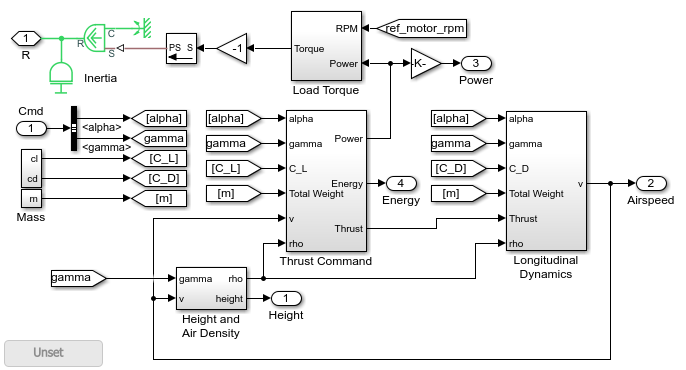 1
R
R
C
S
Inertia
PS S
-1
RPM
Torque
Power
Load Torque
ref_motor_rpm
-K-
3
Power
Cmd
1
<alpha>
<gamma>
[alpha]
gamma
[C_L]
[C_D]
[m]
cl
cd
m
Mass
[alpha]
gamma
[C_L]
[m]
alpha
gamma
C_L
Total Weight
v
rho
Power
Energy
Thrust
Thrust Command
4
Energy
[alpha]
gamma
[C_D]
[m]
alpha
gamma
C_D
Total Weight
Thrust
rho
v
Longitudinal
Dynamics
2
Airspeed
gamma
gamma
v
rho
height
Height and
Air Density
1
Height
Unset